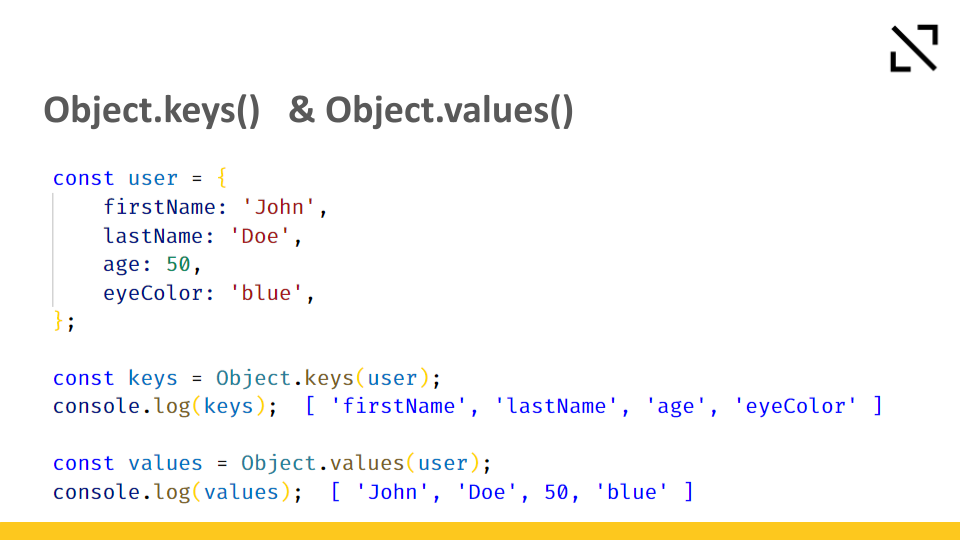 Object.keys()   & Object.values()
const user = {
    firstName: 'John',
    lastName: 'Doe',
    age: 50,
    eyeColor: 'blue',
};
const keys = Object.keys(user);
console.log(keys);  [ 'firstName', 'lastName', 'age', 'eyeColor' ]
const values = Object.values(user);
console.log(values);  [ 'John', 'Doe', 50, 'blue' ]